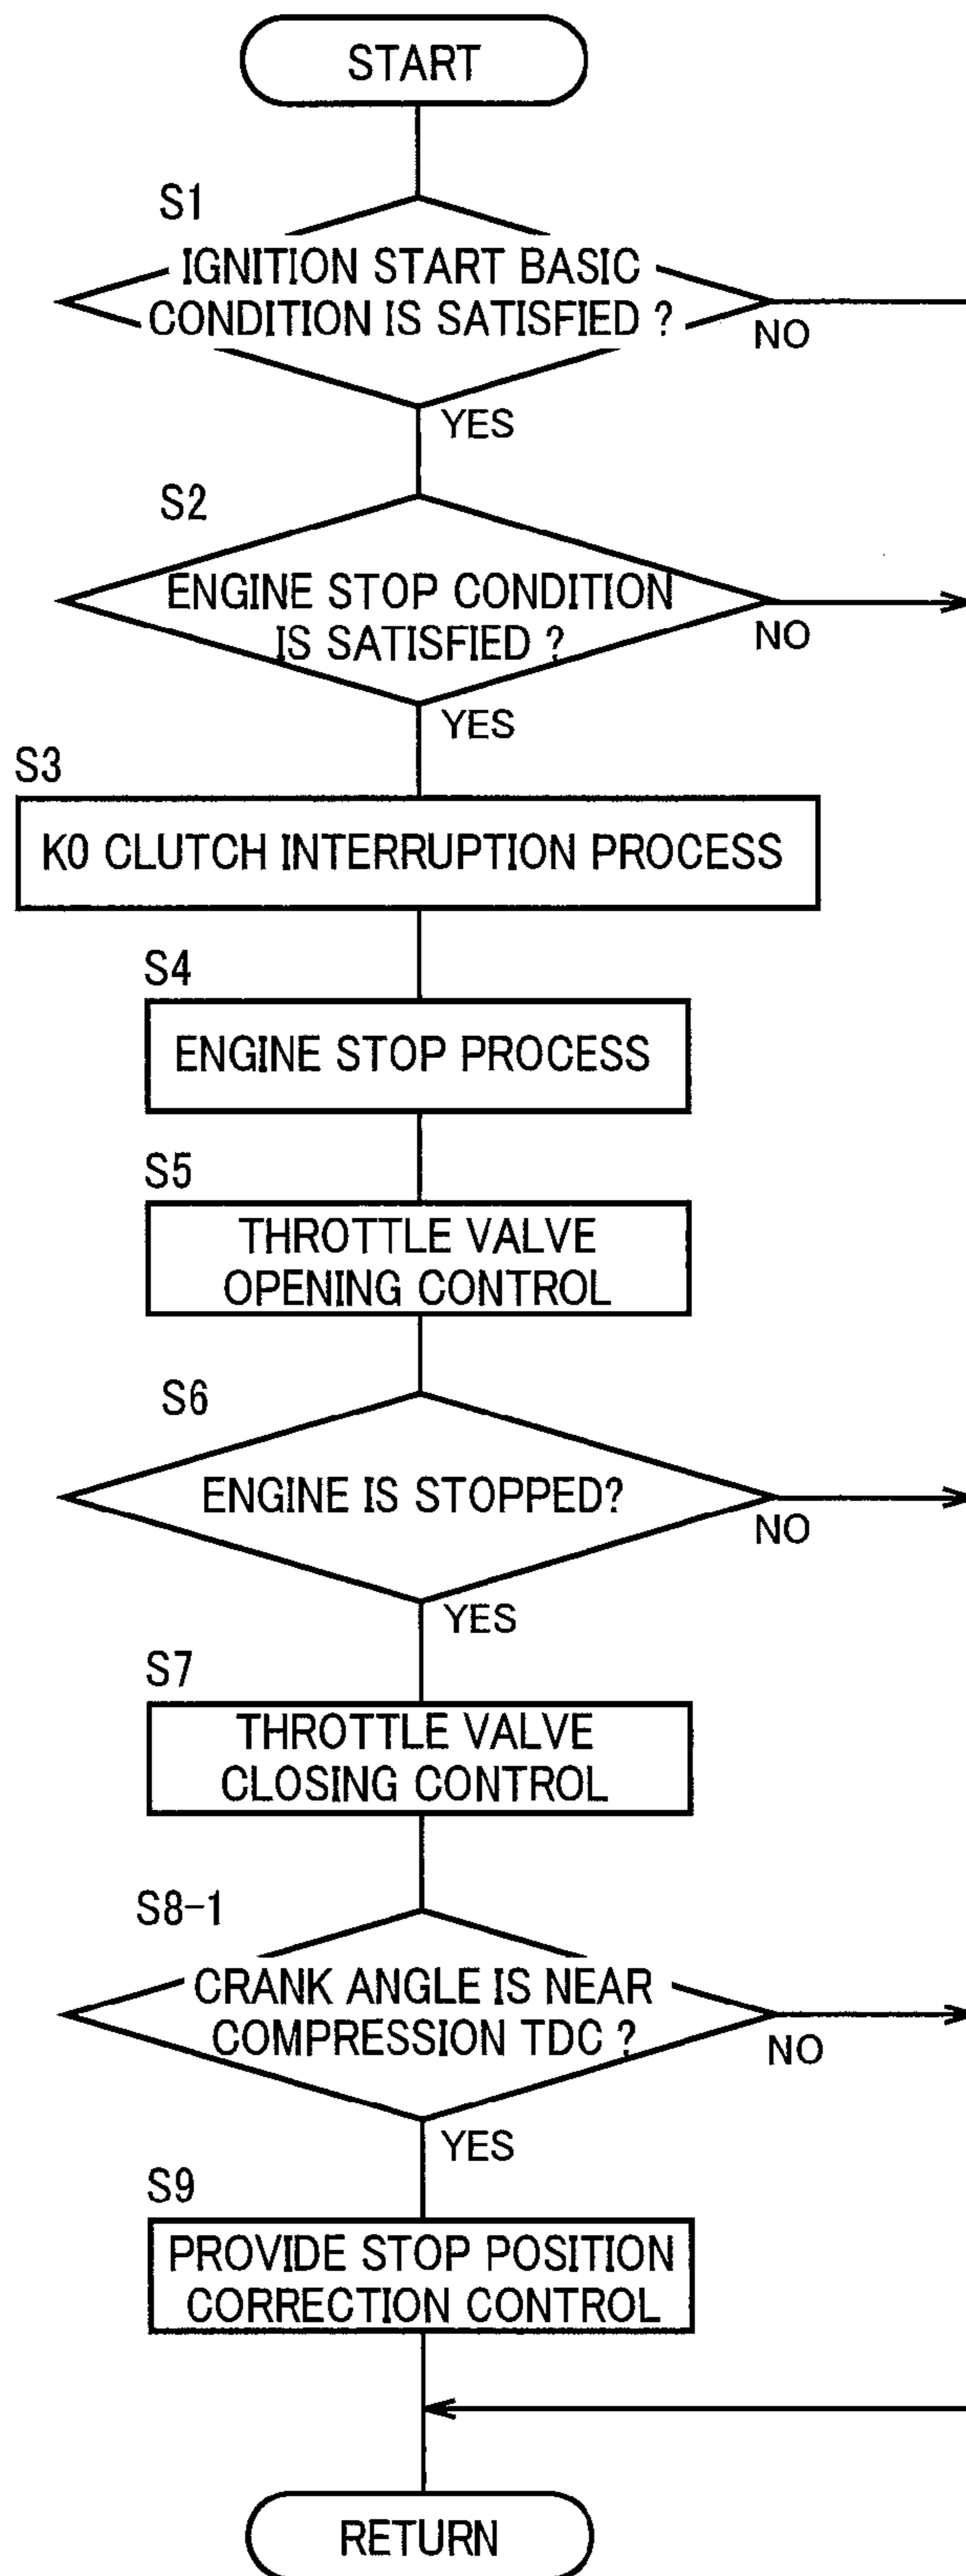 START
S1
IGNITION START BASIC
CONDITION IS SATISFIED ?
NO
YES
S2
ENGINE STOP CONDITION
IS SATISFIED ?
NO
YES
S3
K0 CLUTCH INTERRUPTION PROCESS
S4
ENGINE STOP PROCESS
S5
THROTTLE VALVE
OPENING CONTROL
S6
ENGINE IS STOPPED?
NO
YES
S7
THROTTLE VALVE
CLOSING CONTROL
S8-1
CRANK ANGLE IS NEAR
COMPRESSION TDC ?
NO
YES
S9
PROVIDE STOP POSITION
CORRECTION CONTROL
RETURN